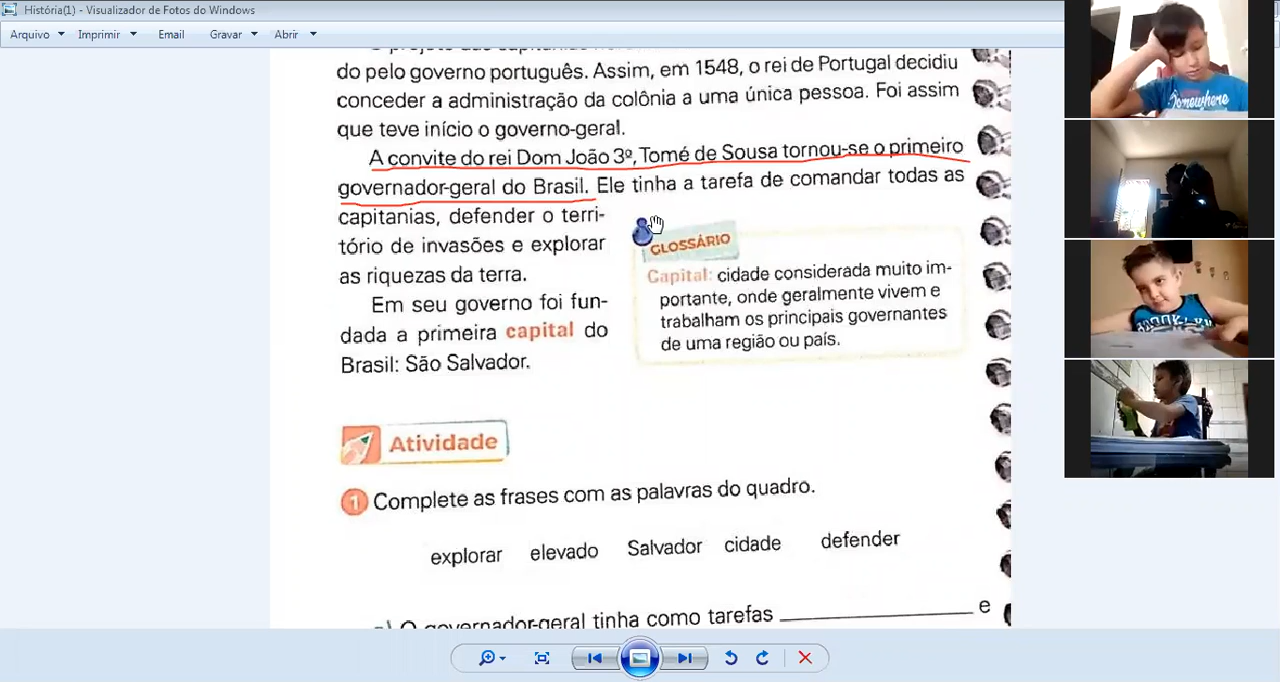 História(1) - Visualizador de Fotos do Windows
Arquivo Imprimir Email Gravar Abrir
do pelo governo português. Assim, em 1548, o rei de Portugal decidiu
conceder a administração da colônia a uma única pessoa. Foi assim
que teve início o governo-geral.
A convite do rei Dom João 3º, Tomé de Sousa tornou-se o primeiro
governador-geral do Brasil. Ele tinha a tarefa de comandar todas as
capitanias, defender o terri-
tório de invasões e explorar
as riquezas da terra.
Em seu governo foi fun-
dada a primeira capital do
Brasil: São Salvador.
GLOSSÁRIO
Capital: cidade considerada muito im-
portante, onde geralmente vivem e
trabalham os principais governantes
de uma região ou país.
Atividade
1 Complete as frases com as palavras do quadro.
explorar elevado Salvador cidade defender
O governador-geral tinha como tarefas ______________ e
Somewhere
BROOKLYN